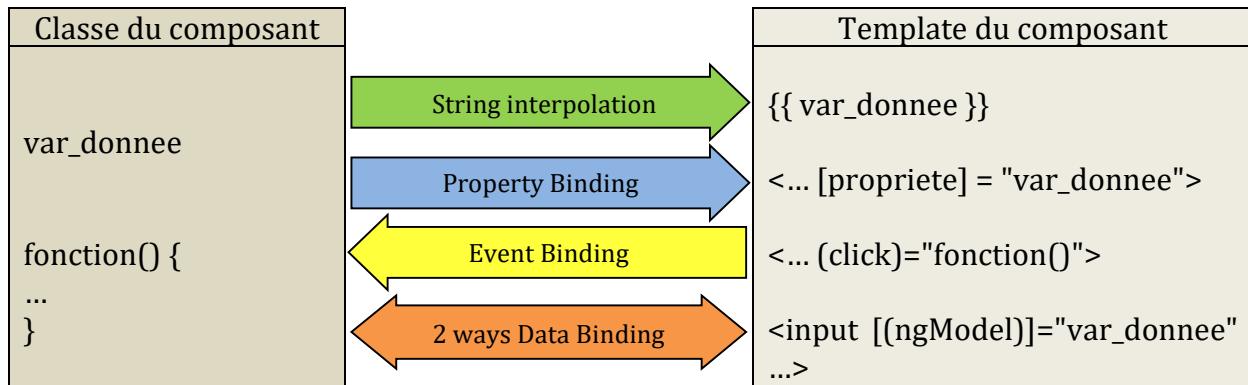 Classe du composant
var_donnee
fonction() {
…
}
String interpolation
Property Binding
Event Binding
2 ways Data Binding
Template du composant
{{ var_donnee }}
<… [propriete] = "var_donnee">
<… (click)="fonction()">
<input [(ngModel)]="var_donnee"
…>